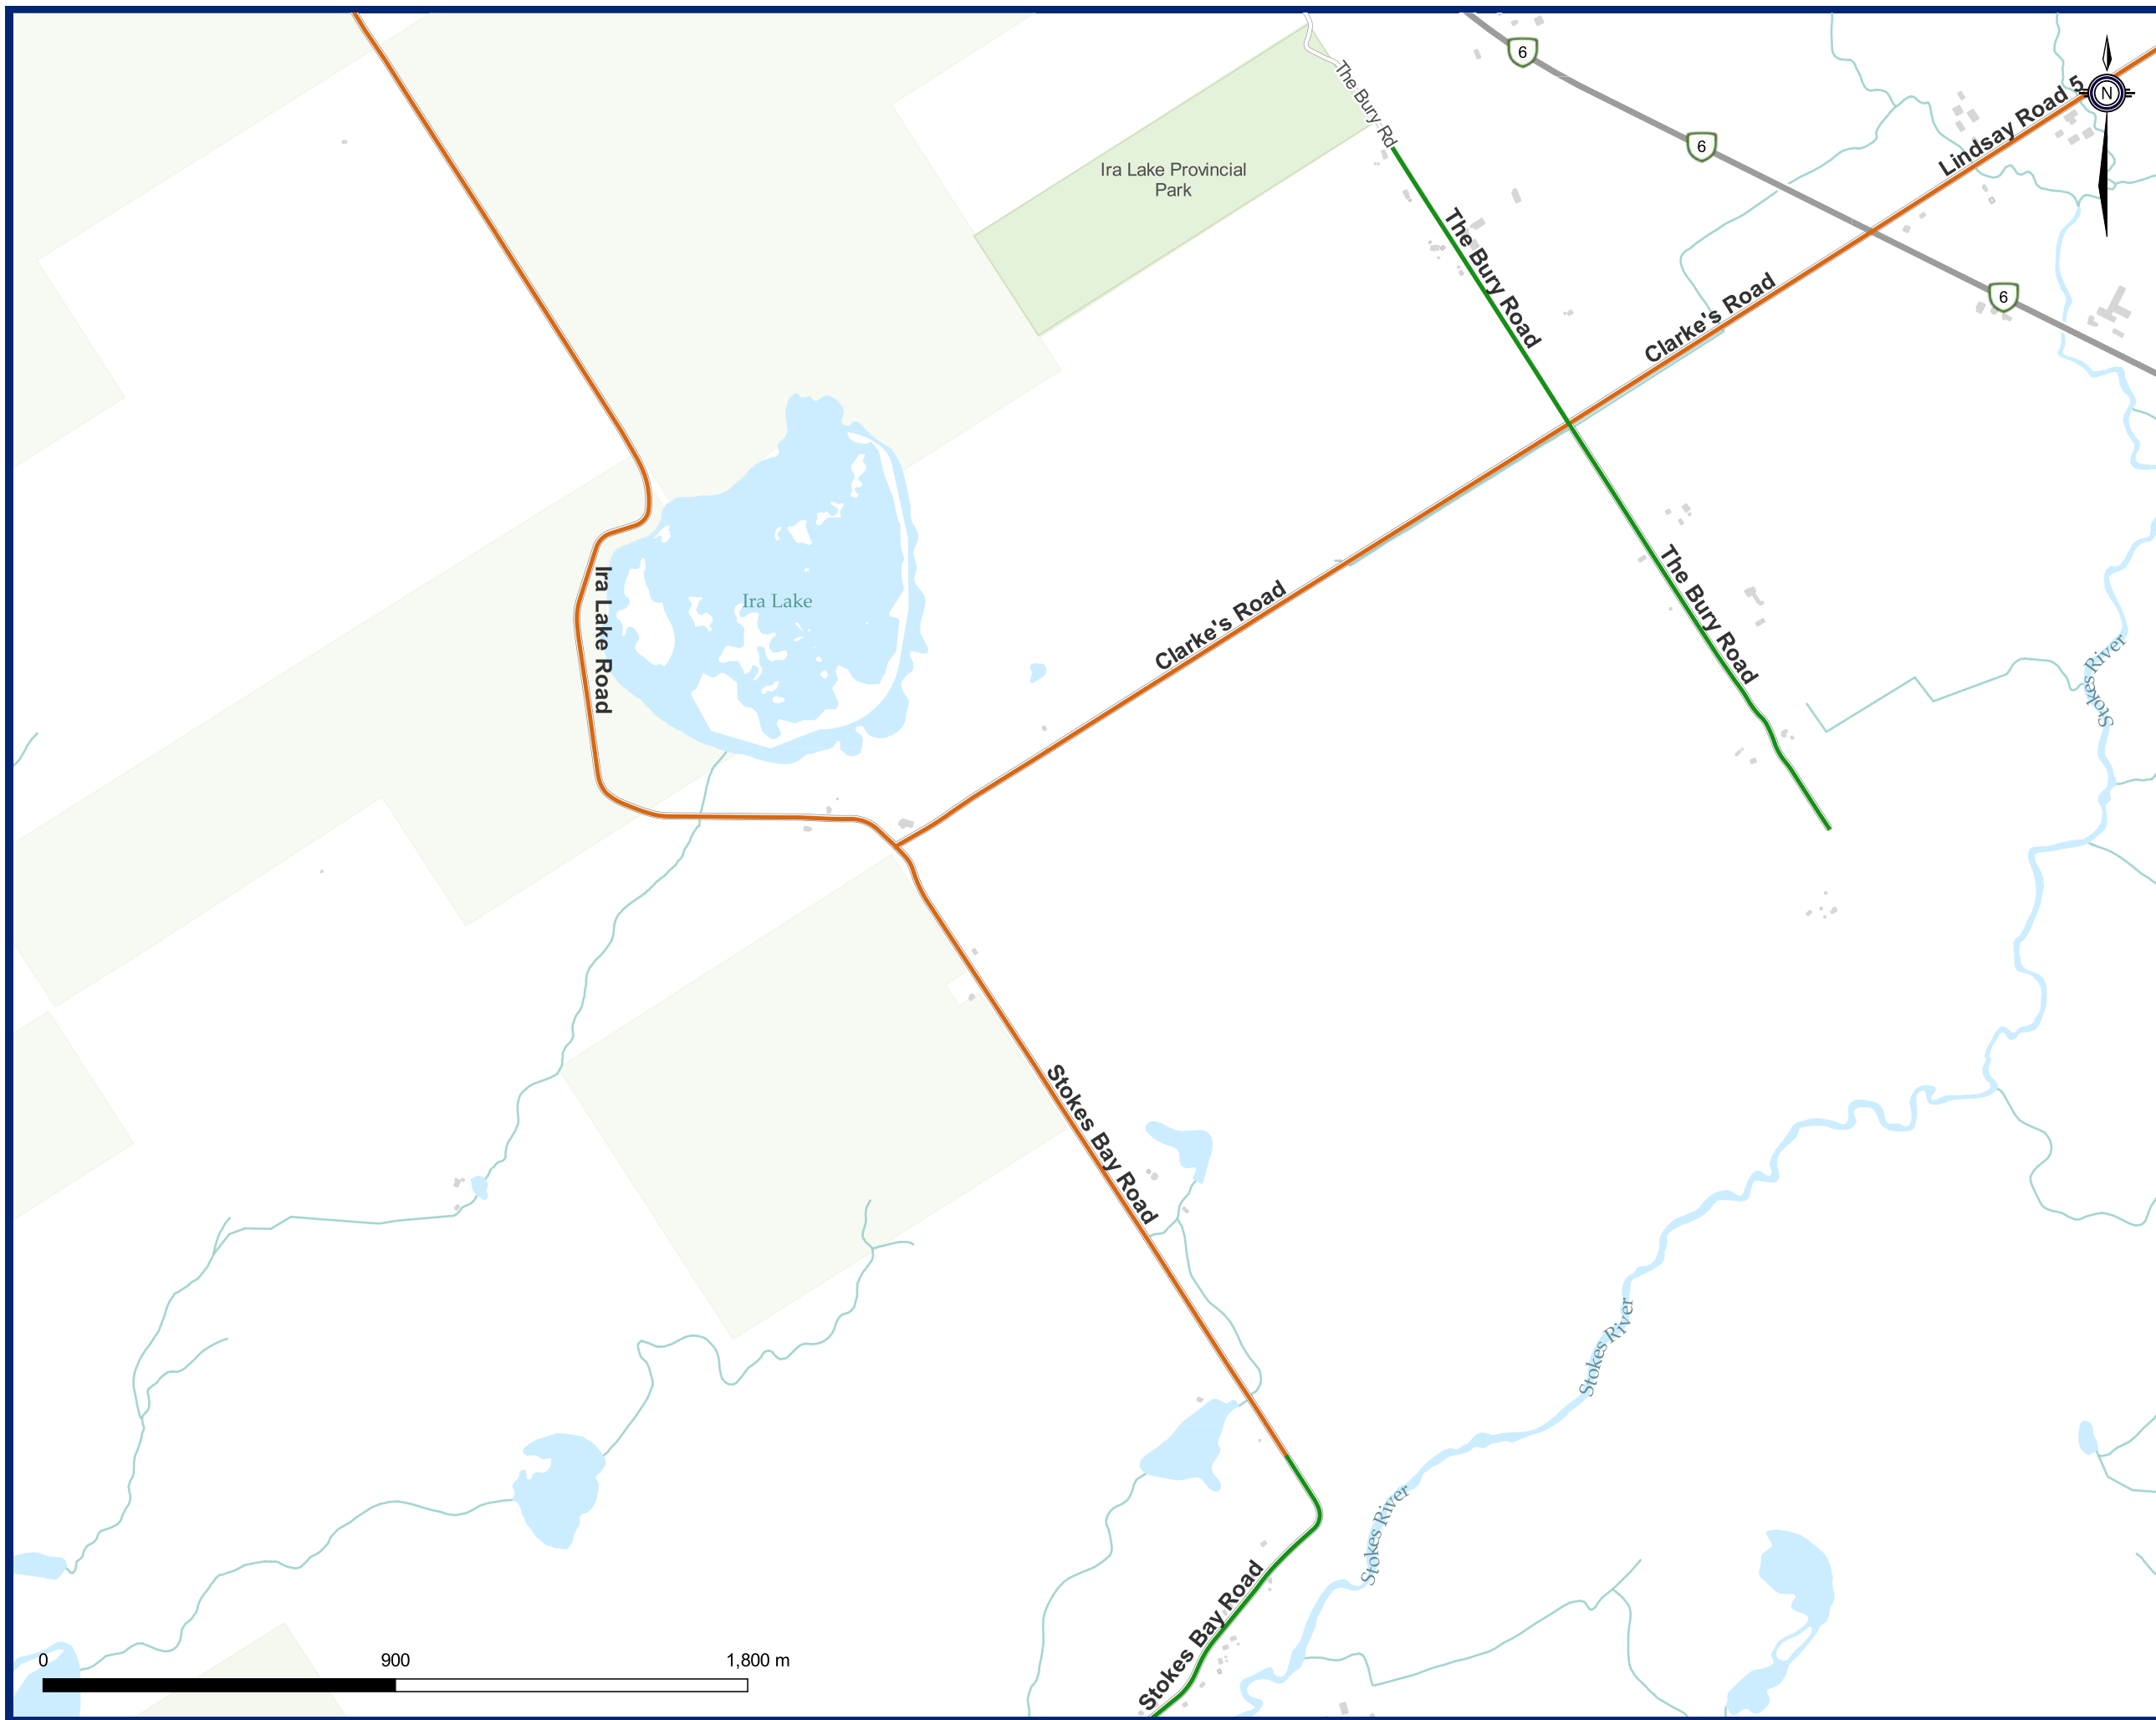 6
The Bury Rd
Lindsay Road 5
N
6
Ira Lake Provincial
Park
The Bury Road
6
Clarke's Road
The Bury Road
Ira Lake Road
Ira Lake
Clarke's Road
Stokes River
Stokes River
Stokes Bay Road
Stokes River
Stokes River
Stokes Bay Road
0 900 1,800 m